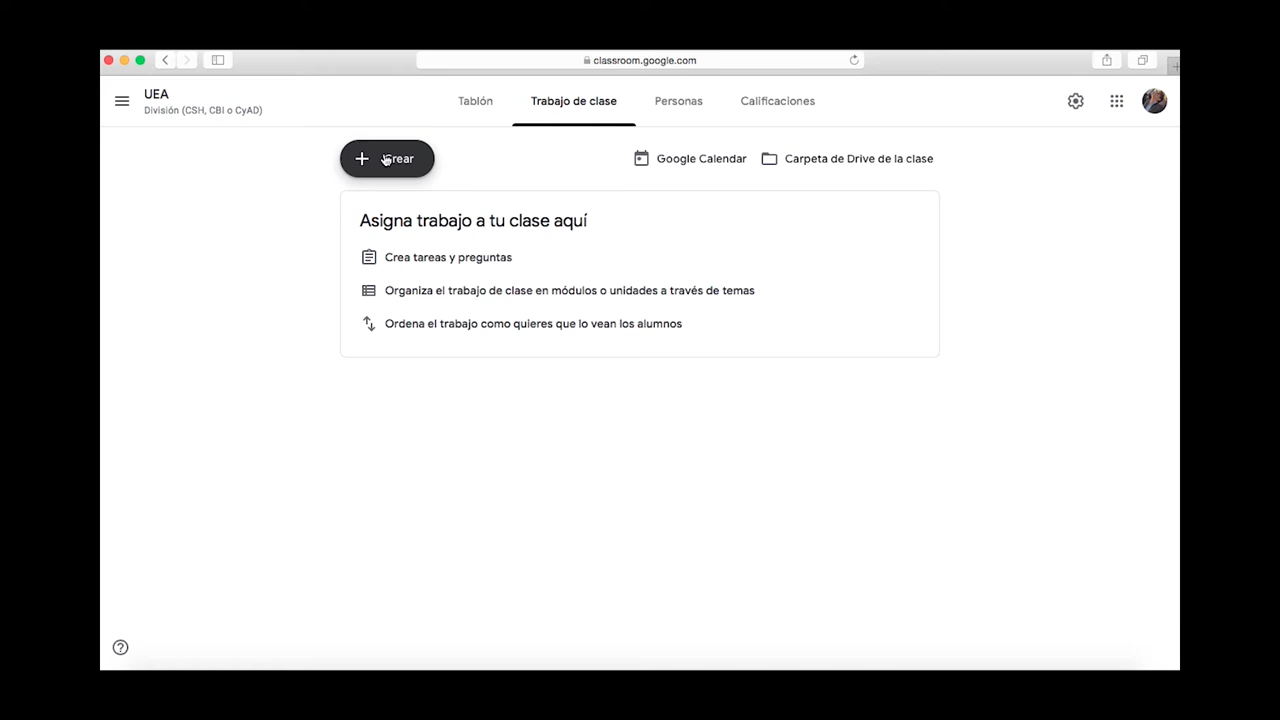 classroom.google.com
UEA
División (CSH, CBI o CyAD)
Tablón
Trabajo de clase
Personas
Calificaciones
Crear
Google Calendar
Carpeta de Drive de la clase
Asigna trabajo a tu clase aquí
Crea tareas y preguntas
Organiza el trabajo de clase en módulos o unidades a través de temas
Ordena el trabajo como quieres que lo vean los alumnos